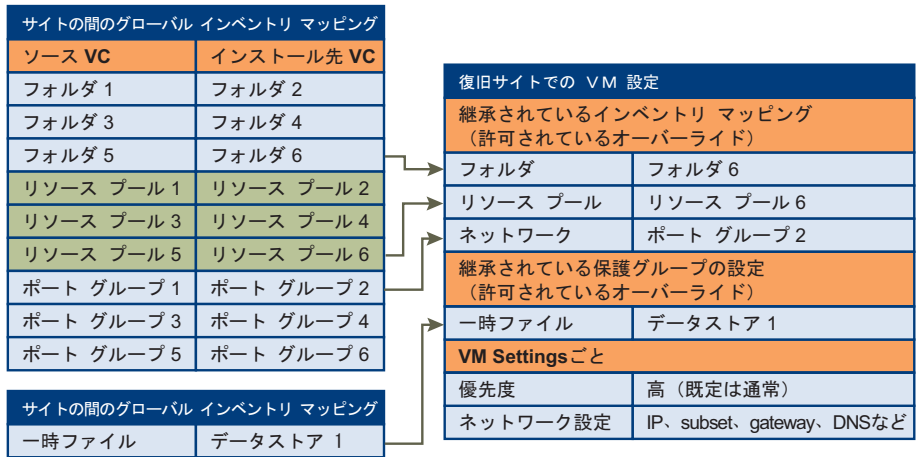 サイトの間のグローバル インベントリ マッピング
ソース VC	インストール先 VC
フォルダ 1	フォルダ 2
フォルダ 3	フォルダ 4
フォルダ 5	フォルダ 6
リソース プール 1	リソース プール 2
リソース プール 3	リソース プール 4
リソース プール 5	リソース プール 6
ポート グループ 1	ポート グループ 2
ポート グループ 3	ポート グループ 4
ポート グループ 5	ポート グループ 6
サイトの間のグローバル インベントリ マッピング
一時ファイル	データストア 1
復旧サイトでの VM 設定
継承されているインベントリ マッピング
（許可されているオーバーライド）
フォルダ	フォルダ 6
リソース プール	リソース プール 6
ネットワーク	ポート グループ 2
継承されている保護グループの設定
（許可されているオーバーライド）
一時ファイル	データストア 1
VM Settingsごと
優先度	高（既定は通常）
ネットワーク設定	IP、subset、gateway、DNSなど